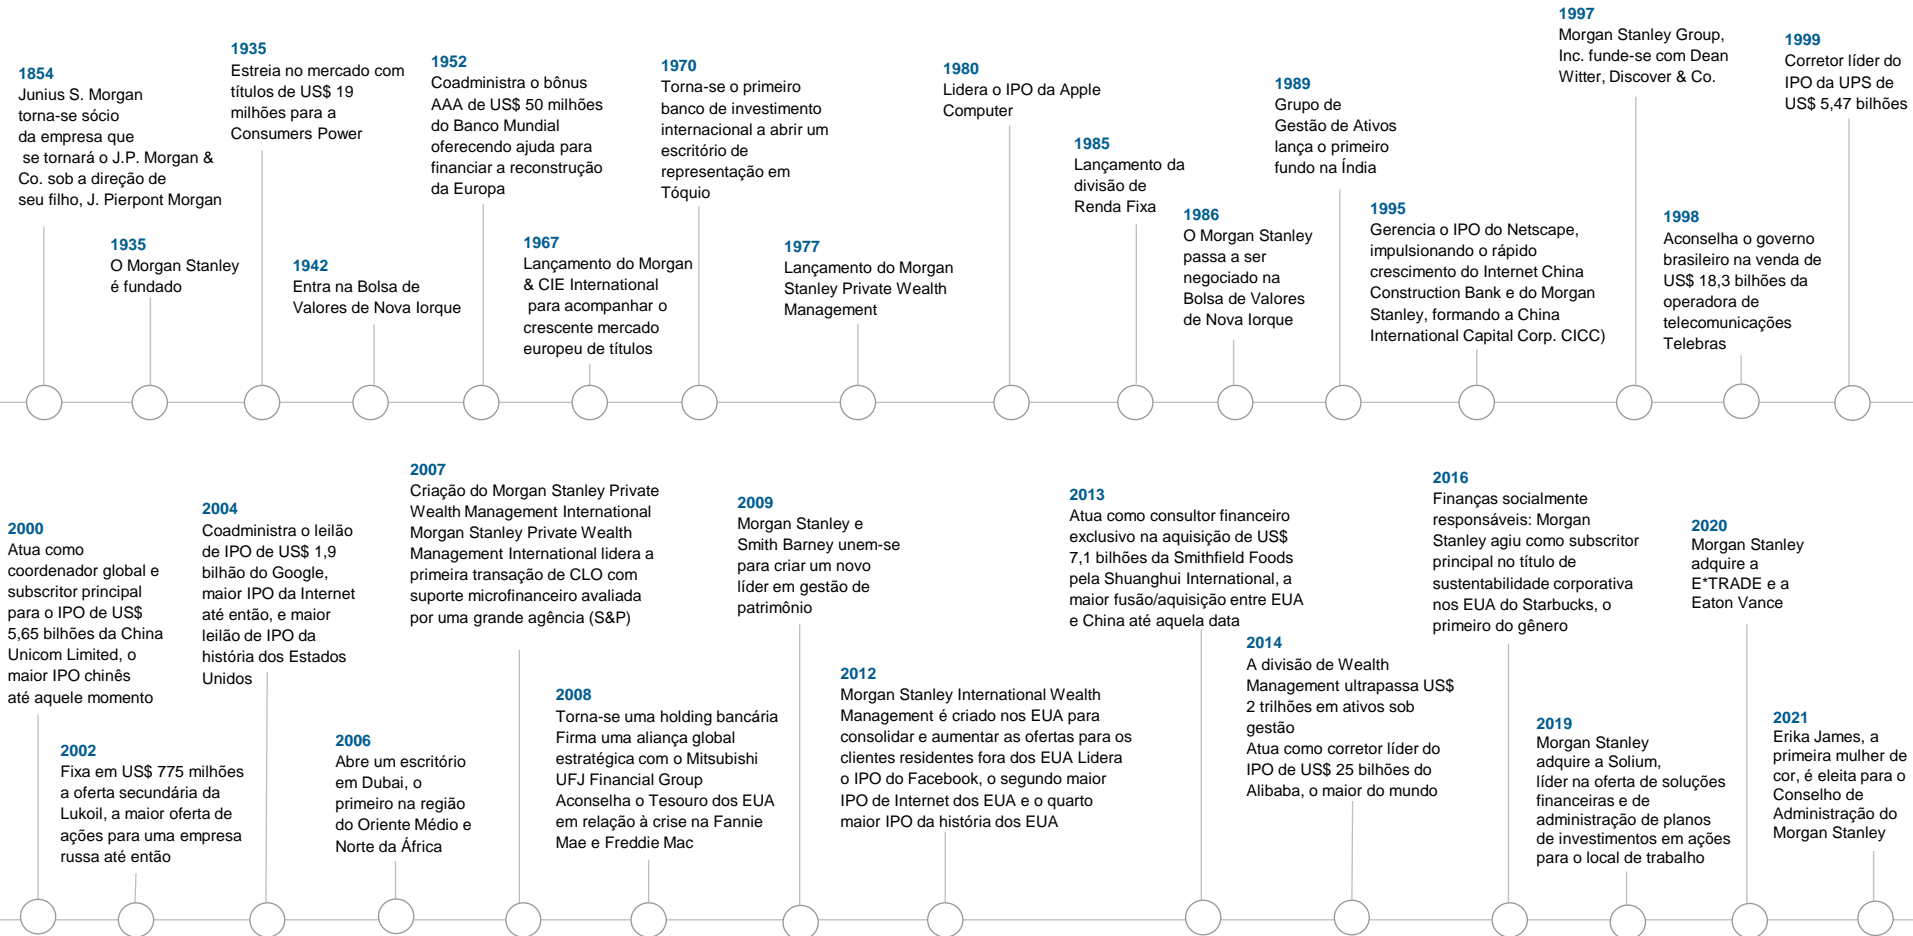 1854
Junius S. Morgan
torna-se sócio
da empresa que
se tornará o J.P. Morgan &
Co. sob a direção de
seu filho, J. Pierpont Morgan
1935
O Morgan Stanley
é fundado
1935
Estreia no mercado com
títulos de US$ 19
milhões para a
Consumers Power
1942
Entra na Bolsa de
Valores de Nova Iorque
1952
Coadministra o bônus
AAA de US$ 50 milhões
do Banco Mundial
oferecendo ajuda para
financiar a reconstrução
da Europa
1967
Lançamento do Morgan
& CIE International
para acompanhar o
crescente mercado
europeu de títulos
1970
Torna-se o primeiro
banco de investimento
internacional a abrir um
escritório de
representação em
Tóquio
1977
Lançamento do Morgan
Stanley Private Wealth
Management
1980
Lidera o IPO da Apple
Computer
1985
Lançamento da
divisão de
Renda Fixa
1986
O Morgan Stanley
passa a ser
negociado na
Bolsa de Valores
de Nova Iorque
1989
Grupo de
Gestão de Ativos
lança o primeiro
fundo na Índia
1995
Gerencia o IPO do Netscape,
impulsionando o rápido
crescimento do Internet China
Construction Bank e do Morgan
Stanley, formando a China
International Capital Corp. CICC)
1997
Morgan Stanley Group,
Inc. funde-se com Dean
Witter, Discover & Co.
1998
Aconselha o governo
brasileiro na venda de
US$ 18,3 bilhões da
operadora de
telecomunicações
Telebras
1999
Corretor líder do
IPO da UPS de
US$ 5,47 bilhões
2000
Atua como
coordenador global e
subscritor principal
para o IPO de US$
5,65 bilhões da China
Unicom Limited, o
maior IPO chinês
até aquele momento
2002
Fixa em US$ 775 milhões
a oferta secundária da
Lukoil, a maior oferta de
ações para uma empresa
russa até então
2004
Coadministra o leilão
de IPO de US$ 1,9
bilhão do Google,
maior IPO da Internet
até então, e maior
leilão de IPO da
história dos Estados
Unidos
2006
Abre um escritório
em Dubai, o
primeiro na região
do Oriente Médio e
Norte da África
2007
Criação do Morgan Stanley Private
Wealth Management International
Morgan Stanley Private Wealth
Management International lidera a
primeira transação de CLO com
suporte microfinanceiro avaliada
por uma grande agência (S&P)
2008
Torna-se uma holding bancária
Firma uma aliança global
estratégica com o Mitsubishi
UFJ Financial Group
Aconselha o Tesouro dos EUA
em relação à crise na Fannie
Mae e Freddie Mac
2009
Morgan Stanley e
Smith Barney unem-se
para criar um novo
líder em gestão de
patrimônio
2012
Morgan Stanley International Wealth
Management é criado nos EUA para
consolidar e aumentar as ofertas para os
clientes residentes fora dos EUA Lidera
o IPO do Facebook, o segundo maior
IPO de Internet dos EUA e o quarto
maior IPO da história dos EUA
2013
Atua como consultor financeiro
exclusivo na aquisição de US$
7,1 bilhões da Smithfield Foods
pela Shuanghui International, a
maior fusão/aquisição entre EUA
e China até aquela data
2014
A divisão de Wealth
Management ultrapassa US$
2 trilhões em ativos sob
gestão
Atua como corretor líder do
IPO de US$ 25 bilhões do
Alibaba, o maior do mundo
2016
Finanças socialmente
responsáveis: Morgan
Stanley agiu como subscritor
principal no título de
sustentabilidade corporativa
nos EUA do Starbucks, o
primeiro do gênero
2019
Morgan Stanley
adquire a Solium,
líder na oferta de soluções
financeiras e de
administração de planos
de investimentos em ações
para o local de trabalho
2020
Morgan Stanley
adquire a
E*TRADE e a
Eaton Vance
2021
Erika James, a
primeira mulher de
cor, é eleita para o
Conselho de
Administração do
Morgan Stanley